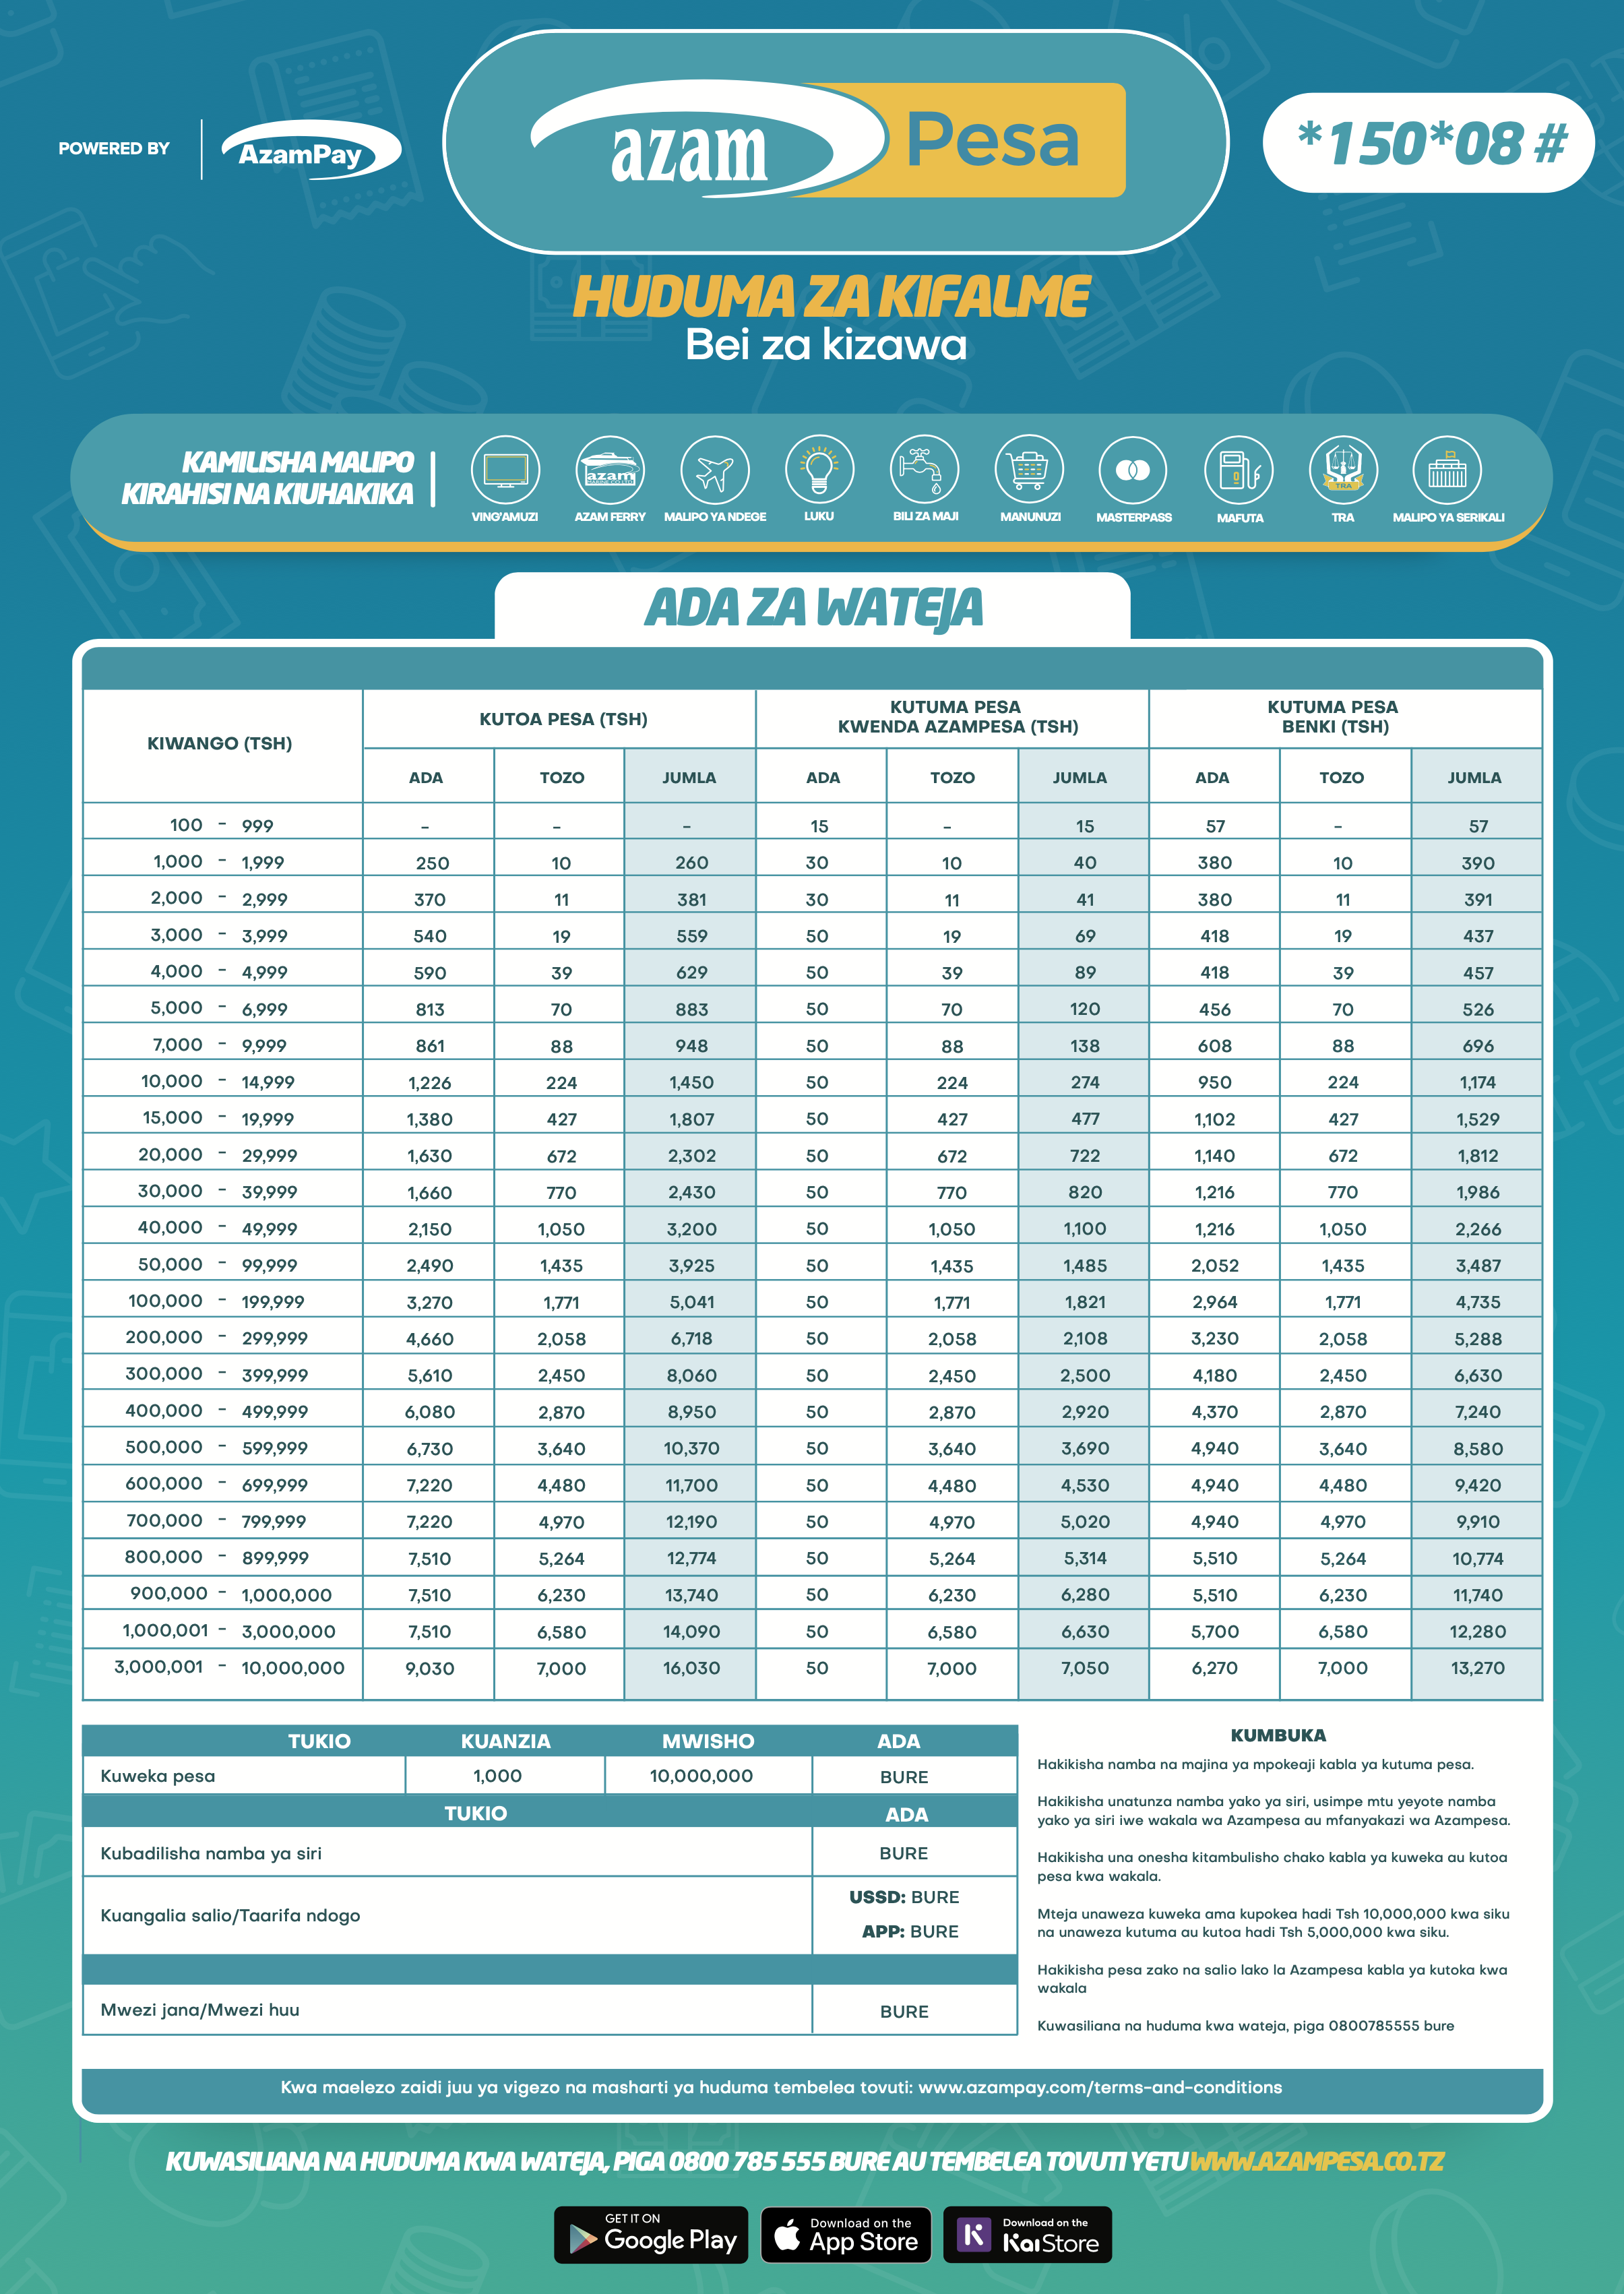 POWERED BY
AzamPay
azam Pesa
*150*08 #
HUDUMA ZA KIFALME
Bei za kizawa
KAMILISHA MALIPO
KIRAHISI NA KIUHAKIKA
VING'AMUZI
azam
AZAM FERRY
MALIPO YA NDEGE
LUKU
BILI ZA MAJI
MANUNUZI
MASTERPASS
MAFUTA
TRA
TRA
MALIPO YA SERIKALI
ADA ZA WATEJA
KIWANGO (TSH)
KUTOA PESA (TSH)
KUTUMA PESA
KWENDA AZAMPESA (TSH)
KUTUMA PESA
BENKI (TSH)
ADA TOZO JUMLA ADA TOZO JUMLA ADA TOZO JUMLA
100 - 999 - - - 15 - 15 57 - 57
1,000 - 1,999 250 10 260 30 10 40 380 10 390
2,000 - 2,999 370 11 381 30 11 41 380 11 391
3,000 - 3,999 540 19 559 50 19 69 418 19 437
4,000 - 4,999 590 39 629 50 39 89 418 39 457
5,000 - 6,999 813 70 883 50 70 120 456 70 526
7,000 - 9,999 861 88 948 50 88 138 608 88 696
10,000 - 14,999 1,226 224 1,450 50 224 274 950 224 1,174
15,000 - 19,999 1,380 427 1,807 50 427 477 1,102 427 1,529
20,000 - 29,999 1,630 672 2,302 50 672 722 1,140 672 1,812
30,000 - 39,999 1,660 770 2,430 50 770 820 1,216 770 1,986
40,000 - 49,999 2,150 1,050 3,200 50 1,050 1,100 1,216 1,050 2,266
50,000 - 99,999 2,490 1,435 3,925 50 1,435 1,485 2,052 1,435 3,487
100,000 - 199,999 3,270 1,771 5,041 50 1,771 1,821 2,964 1,771 4,735
200,000 - 299,999 4,660 2,058 6,718 50 2,058 2,108 3,230 2,058 5,288
300,000 - 399,999 5,610 2,450 8,060 50 2,450 2,500 4,180 2,450 6,630
400,000 - 499,999 6,080 2,870 8,950 50 2,870 2,920 4,370 2,870 7,240
500,000 - 599,999 6,730 3,640 10,370 50 3,640 3,690 4,940 3,640 8,580
600,000 - 699,999 7,220 4,480 11,700 50 4,480 4,530 4,940 4,480 9,420
700,000 - 799,999 7,220 4,970 12,190 50 4,970 5,020 4,940 4,970 9,910
800,000 - 899,999 7,510 5,264 12,774 50 5,264 5,314 5,510 5,264 10,774
900,000 - 1,000,000 7,510 6,230 13,740 50 6,230 6,280 5,510 6,230 11,740
1,000,001 - 3,000,000 7,510 6,580 14,090 50 6,580 6,630 5,700 6,580 12,280
3,000,001 - 10,000,000 9,030 7,000 16,030 50 7,000 7,050 6,270 7,000 13,270
TUKIO KUANZIA MWISHO ADA
Kuweka pesa 1,000 10,000,000 BURE
TUKIO ADA
Kubadilisha namba ya siri BURE
Kuangalia salio/Taarifa ndogo
USSD: BURE
APP: BURE
Mwezi jana/Mwezi huu BURE
KUMBUKA
Hakikisha namba na majina ya mpokeaji kabla ya kutuma pesa.
Hakikisha unatunza namba yako ya siri, usimpe mtu yeyote namba
yako ya siri iwe wakala wa Azampesa au mfanyakazi wa Azampesa.
Hakikisha una onesha kitambulisho chako kabla ya kuweka au kutoa
pesa kwa wakala.
Mteja unaweza kuweka ama kupokea hadi Tsh 10,000,000 kwa siku
na unaweza kutuma au kutoa hadi Tsh 5,000,000 kwa siku.
Hakikisha pesa zako na salio lako la Azampesa kabla ya kutoka kwa
wakala
Kuwasiliana na huduma kwa wateja, piga 0800785555 bure
Kwa maelezo zaidi juu ya vigezo na masharti ya huduma tembelea tovuti: www.azampay.com/terms-and-conditions
KUWASILIANA NA HUDUMA KWA WATEJA, PIGA 0800 785 555 BURE AU TEMBELEA TOVUTI YETU WWW.AZAMPESA.CO.TZ
GET IT ON
Google Play
Download on the
App Store
Download on the
KaiStore